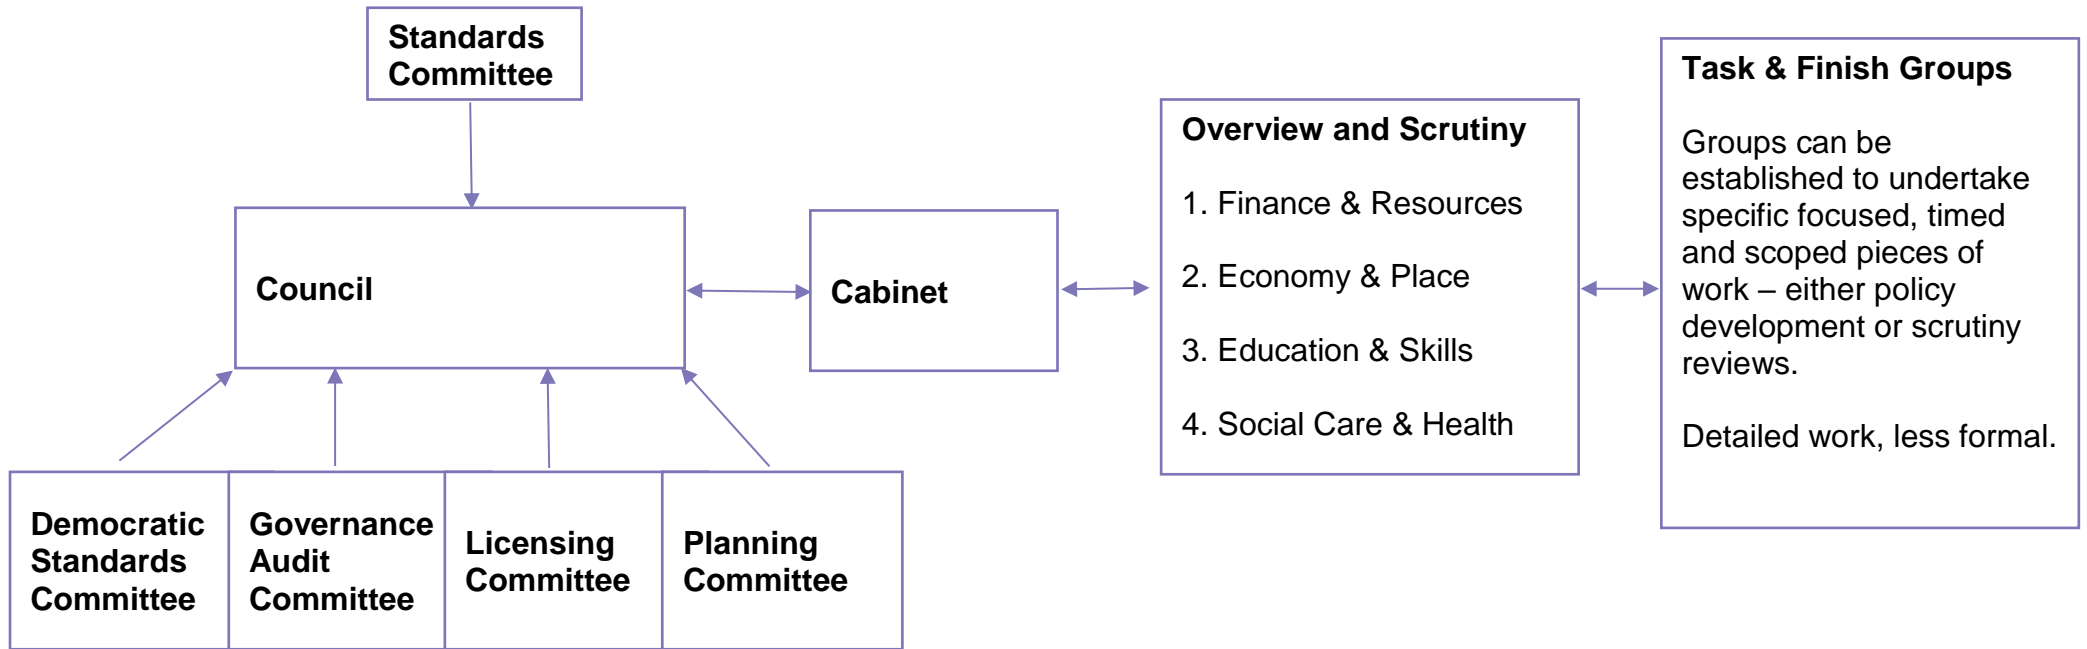 Standards
Committee
Council
Cabinet
Overview and Scrutiny
1. Finance & Resources
2. Economy & Place
3. Education & Skills
4. Social Care & Health
Task & Finish Groups
Groups can be
established to undertake
specific focused, timed
and scoped pieces of
work – either policy
development or scrutiny
reviews.
Detailed work, less formal.
Democratic
Standards
Committee
Governance
Audit
Committee
Licensing
Committee
Planning
Committee